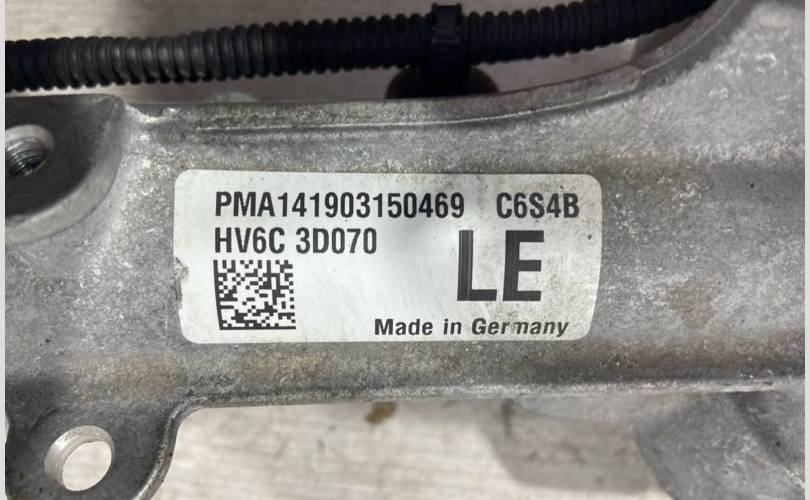 PMA141903150469 C6S4B
HV6C 3D070
LE
Made in Germany